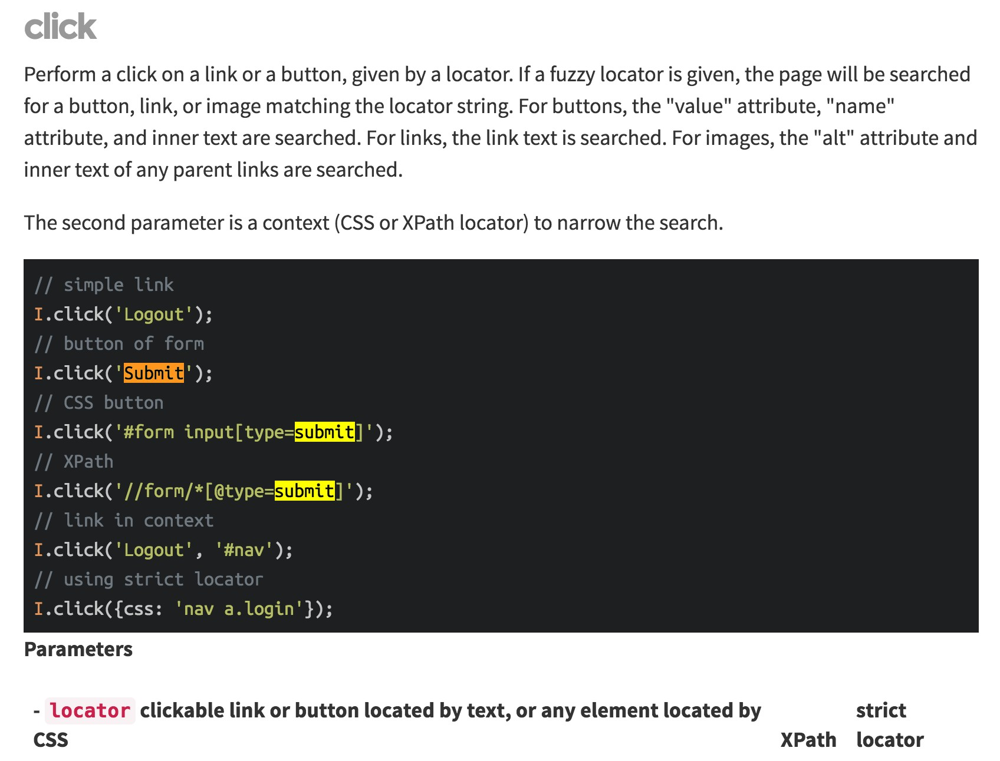 click
Perform a click on a link or a button, given by a locator. If a fuzzy locator is given, the page will be searched
for a button, link, or image matching the locator string. For buttons, the "value" attribute, "name"
attribute, and inner text are searched. For links, the link text is searched. For images, the "alt" attribute and
inner text of any parent links are searched.
The second parameter is a context (CSS or XPath locator) to narrow the search.
// simple link
I.click('Logout');
// button of form
I.click('Submit');
// CSS button
I.click('#form input[type=submit]');
// XPath
I.click('//form/*[@type=submit]');
// link in context
I.click('Logout', '#nav');
// using strict locator
I.click({css: 'nav a.login'});
Parameters
- locator clickable link or button located by text, or any element located by strict
CSS XPath locator